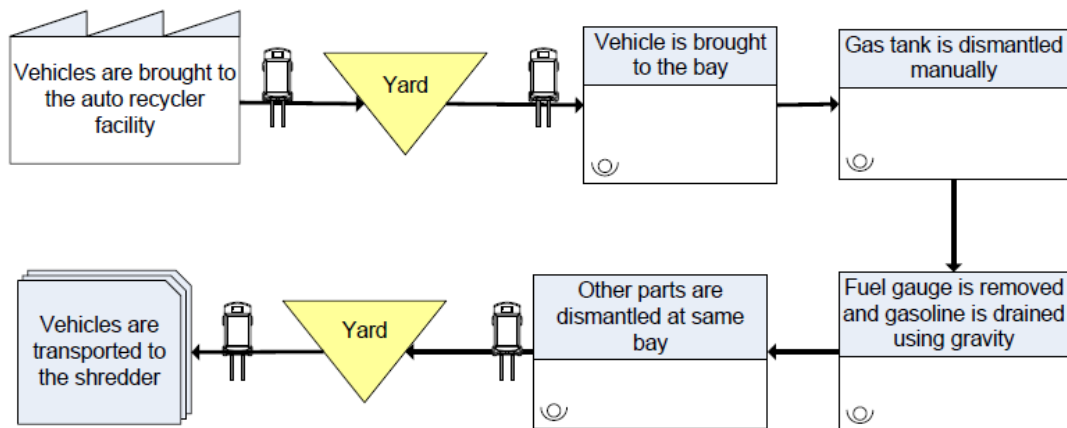 Vehicles are brought to
the auto recycler
facility
Yard
Vehicle is brought
to the bay
Gas tank is dismantled
manually
Fuel gauge is removed
and gasoline is drained
using gravity
Other parts are
dismantled at same
bay
Yard
Vehicles are
transported to
the shredder